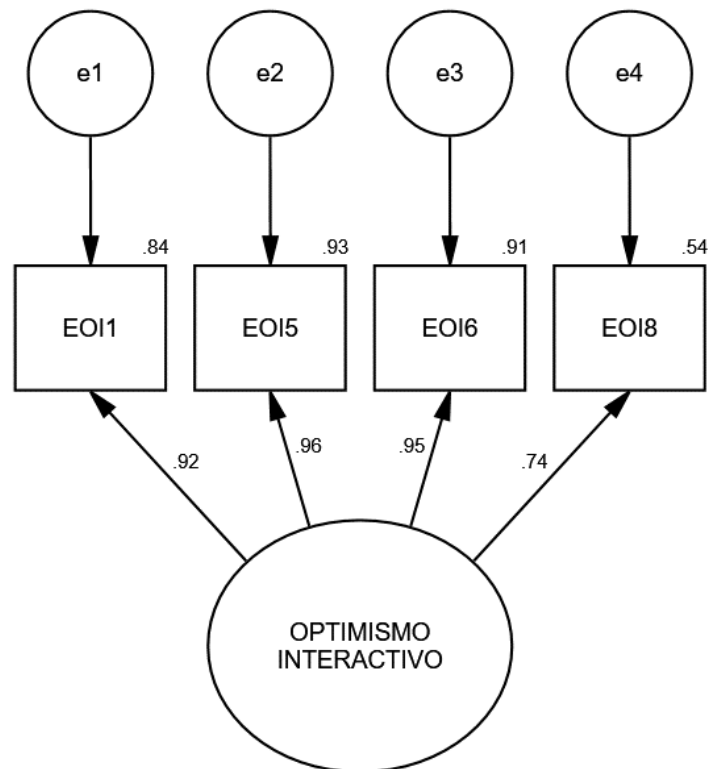 e1
e2
e3
e4
.84
.93
.91
.54
EOI1
EOI5
EOI6
EOI8
.92
.96
.95
.74
OPTIMISMO
INTERACTIVO